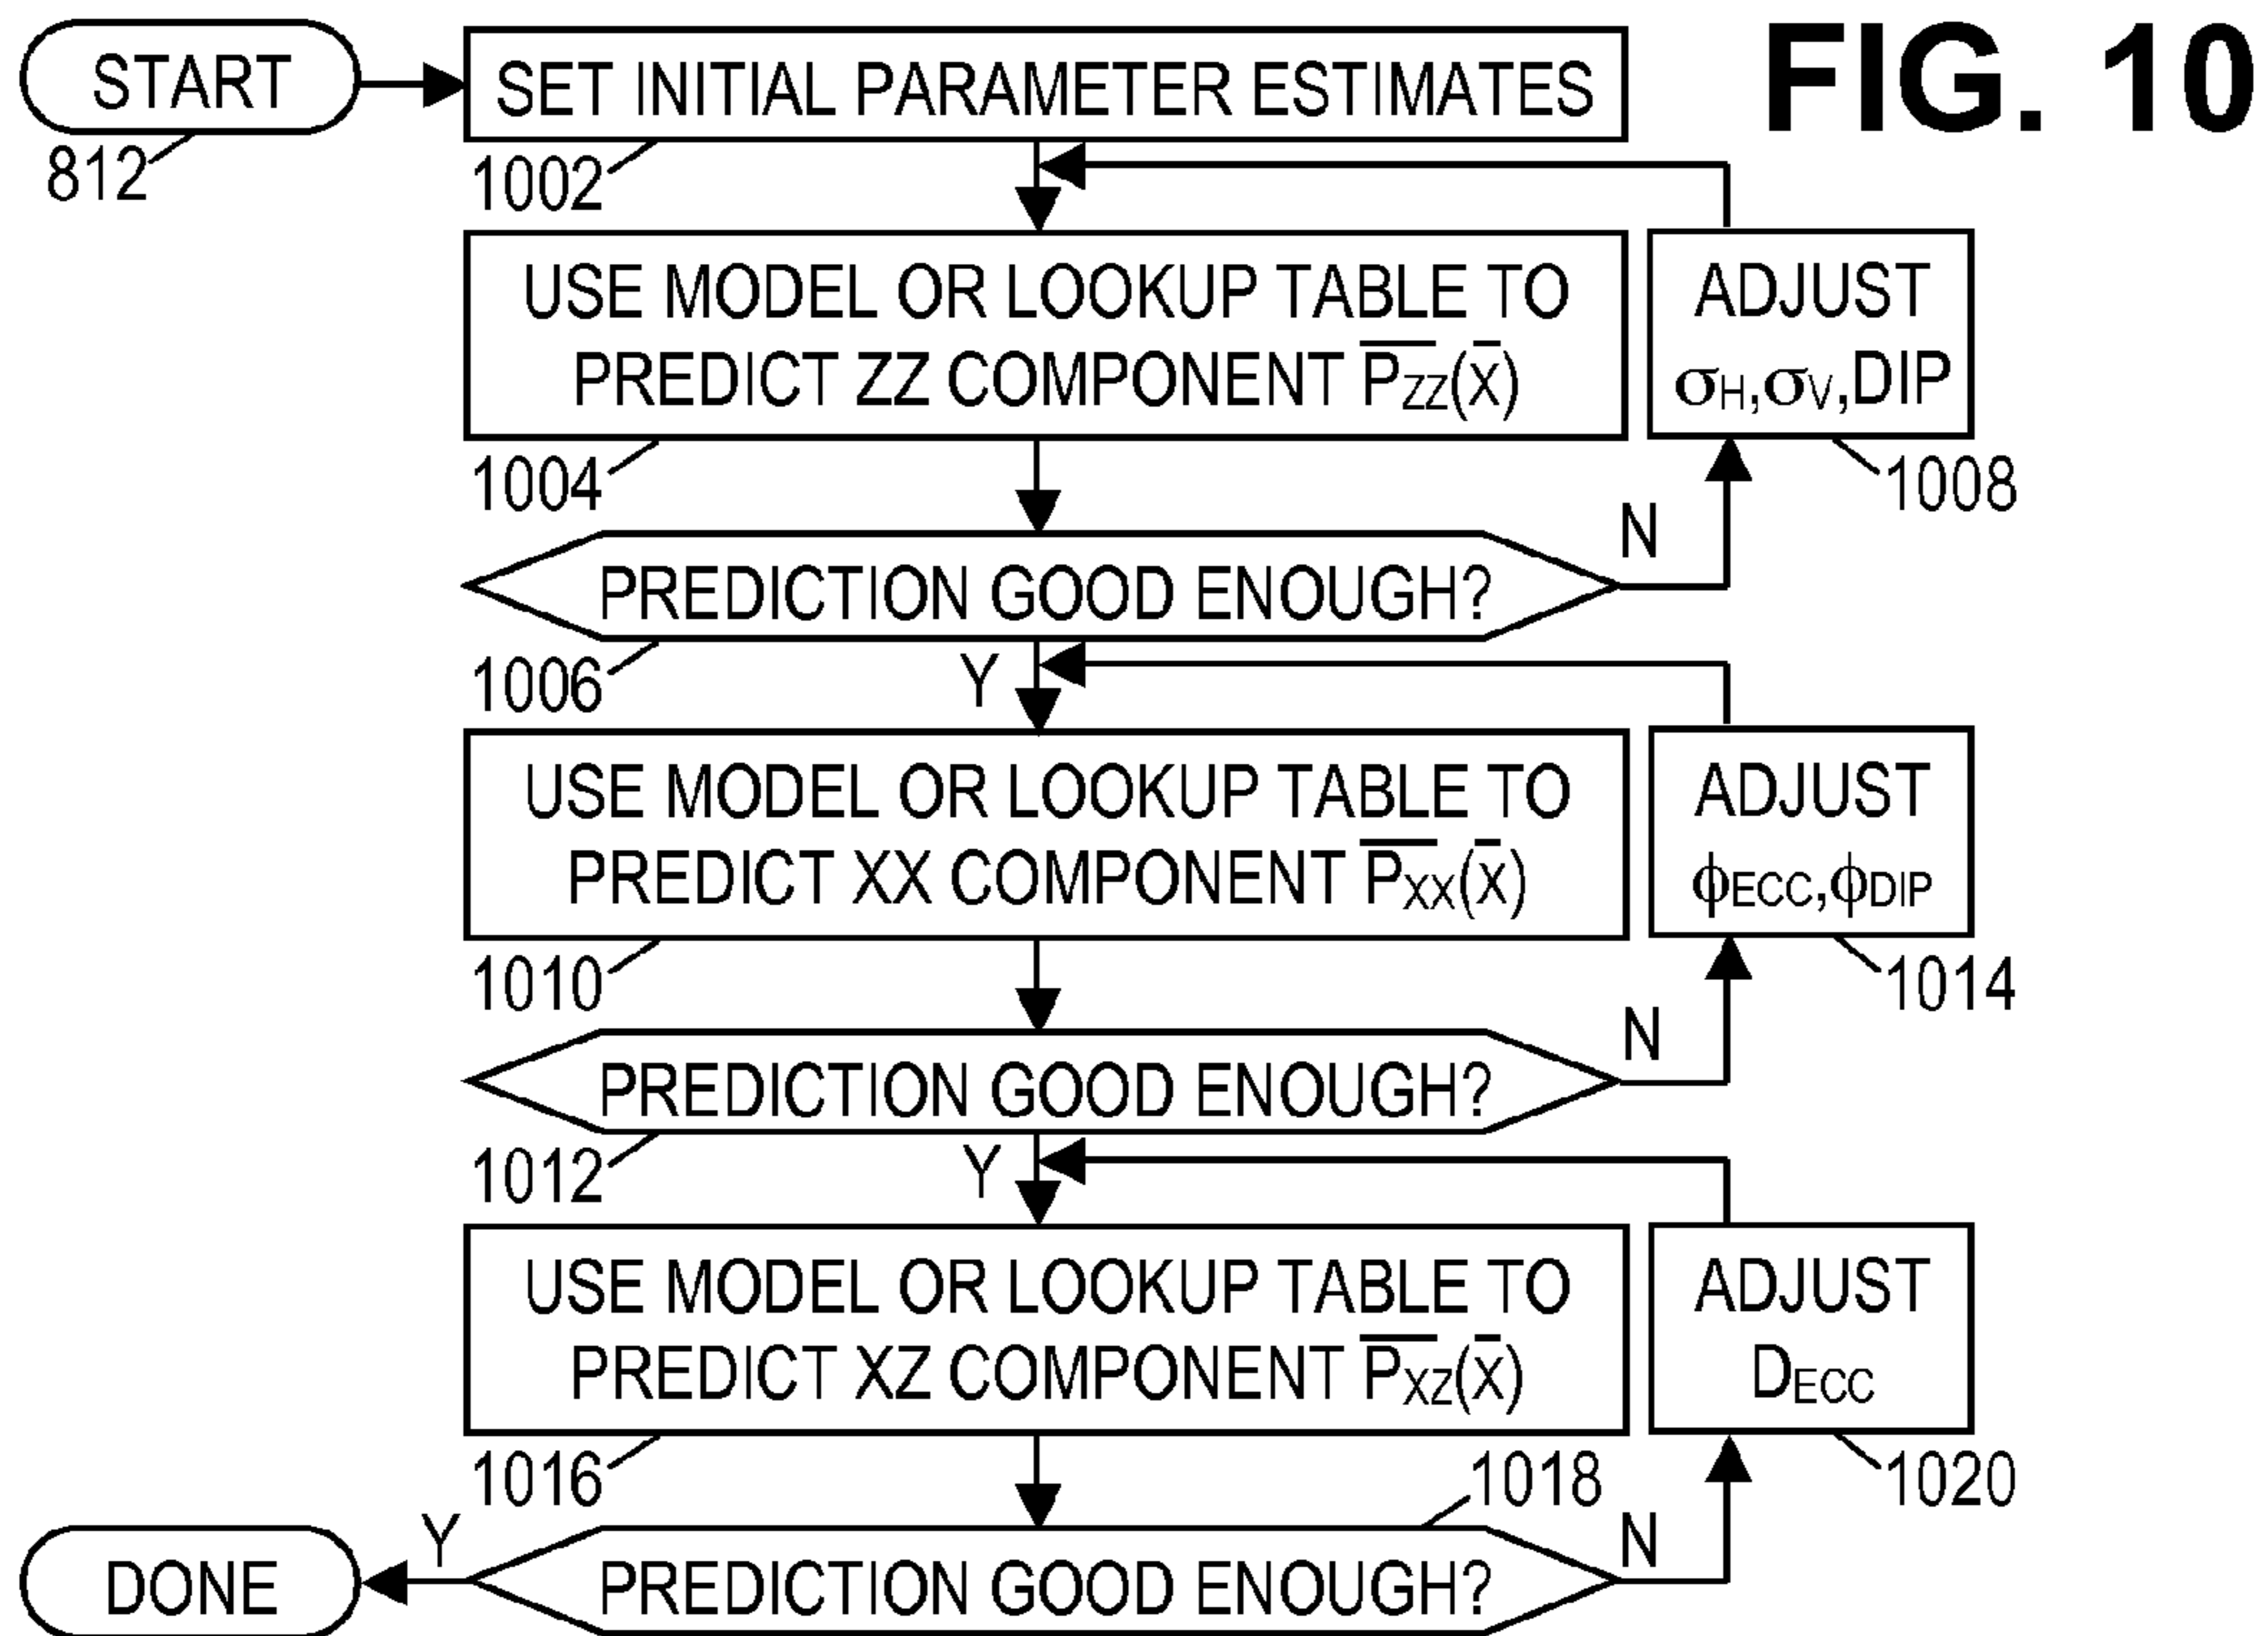 FIG. 10
START
812
SET INITIAL PARAMETER ESTIMATES
1002
USE MODEL OR LOOKUP TABLE TO
PREDICT ZZ COMPONENT P̅Z̅Z̅(x̄)
1004
ADJUST
σH,σV,DIP
1008
PREDICTION GOOD ENOUGH?
N
1006
Y
USE MODEL OR LOOKUP TABLE TO
PREDICT XX COMPONENT P̅X̅X̅(x̄)
1010
ADJUST
ϕECC,ϕDIP
1014
PREDICTION GOOD ENOUGH?
N
1012
Y
USE MODEL OR LOOKUP TABLE TO
PREDICT XZ COMPONENT P̅X̅Z̅(x̄)
1016
ADJUST
DECC
1020
1018
PREDICTION GOOD ENOUGH?
N
Y
DONE